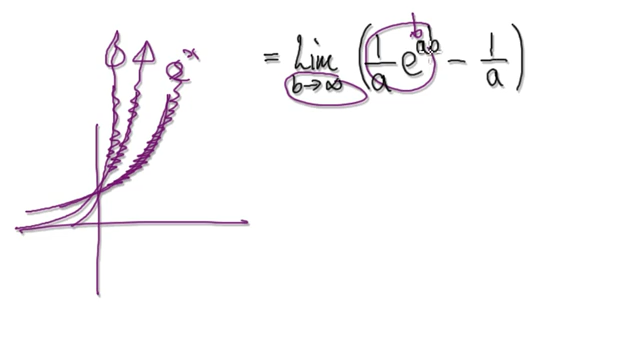 e^x
= lim_{b→∞} (1/a e^{ab} − 1/a)
b